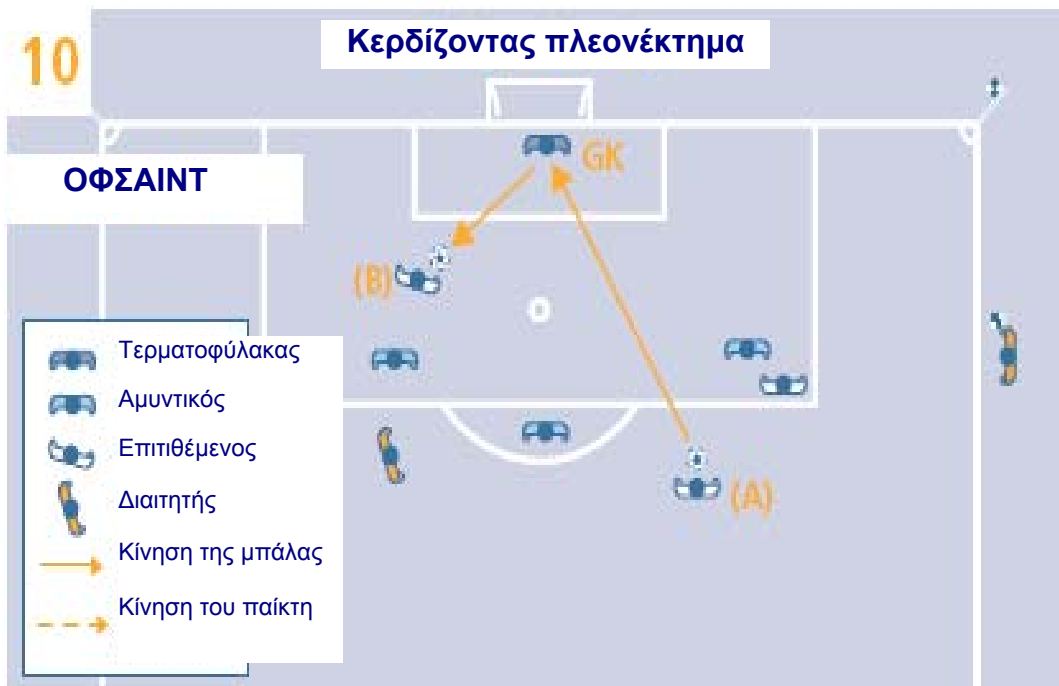 10
Κερδίζοντας πλεονέκτημα
ΟΦΣΑΙΝΤ
GK
(B)
(A)
Τερματοφύλακας
Αμυντικός
Επιτιθέμενος
Διαιτητής
Κίνηση της μπάλας
Κίνηση του παίκτη